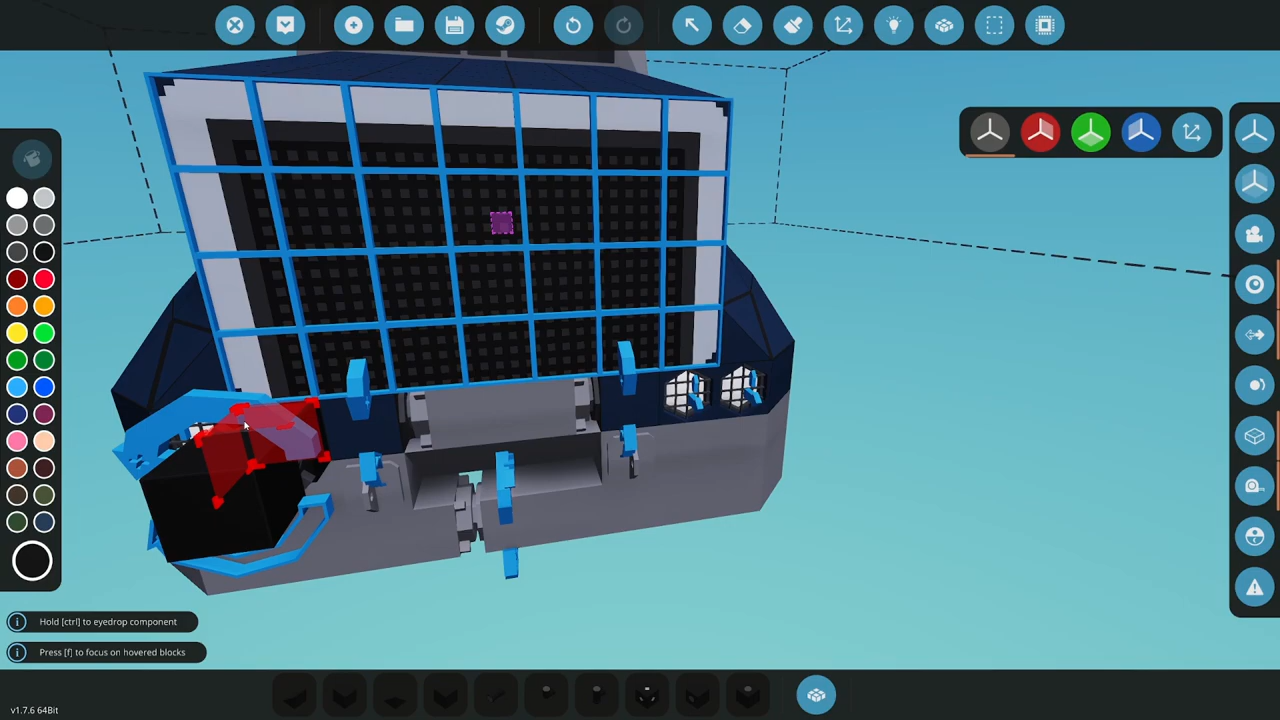 Hold [ctrl] to eyedrop component
Press [f] to focus on hovered blocks
v1.7.6 64Bit